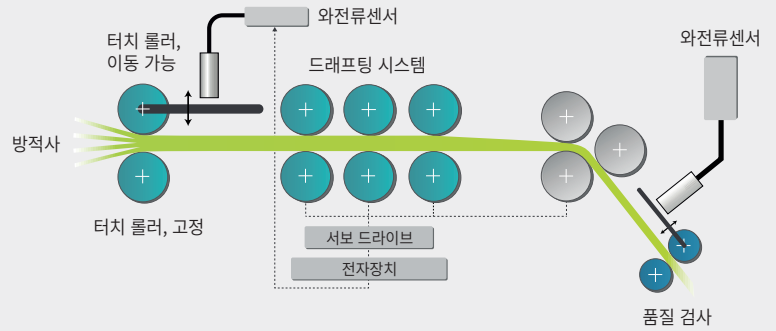 와전류센서
터치 롤러,
이동 가능
드래프팅 시스템
와전류센서
방적사
터치 롤러, 고정
서보 드라이브
전자장치
품질 검사